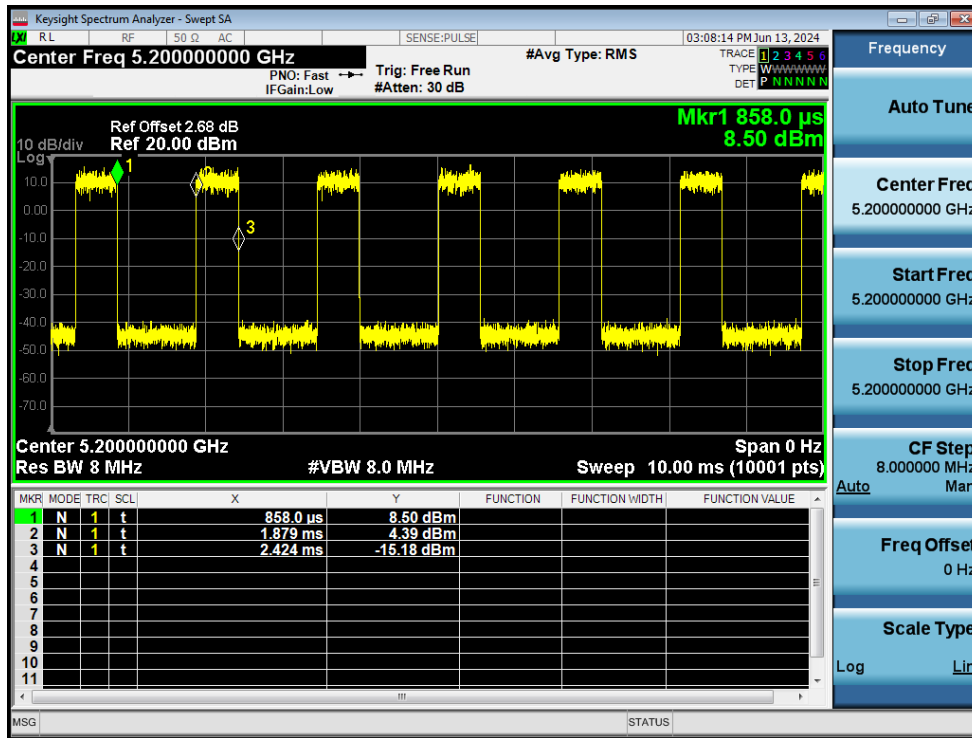 Keysight Spectrum Analyzer - Swept SA
LXI RL RF 50 Ω AC SENSE:PULSE 03:08:14 PM Jun 13, 2024
Center Freq 5.200000000 GHz #Avg Type: RMS TRACE 1 2 3 4 5 6
PNO: Fast Trig: Free Run TYPE WWWWWW
IFGain:Low #Atten: 30 dB DET P N N N N N
Mkr1 858.0 µs
8.50 dBm
Ref Offset 2.68 dB
10 dB/div Ref 20.00 dBm
Log
1
2
3
10.0
0.00
-10.0
-20.0
-30.0
-40.0
-50.0
-60.0
-70.0
Center 5.200000000 GHz Span 0 Hz
Res BW 8 MHz #VBW 8.0 MHz Sweep 10.00 ms (10001 pts)
MKR MODE TRC SCL X Y FUNCTION FUNCTION WIDTH FUNCTION VALUE
1 N 1 t 858.0 µs 8.50 dBm
2 N 1 t 1.879 ms 4.39 dBm
3 N 1 t 2.424 ms -15.18 dBm
4
5
6
7
8
9
10
11
MSG STATUS
Frequency
Auto Tune
Center Freq
5.200000000 GHz
Start Freq
5.200000000 GHz
Stop Freq
5.200000000 GHz
CF Step
8.000000 MHz
Auto Man
Freq Offset
0 Hz
Scale Type
Log Lin